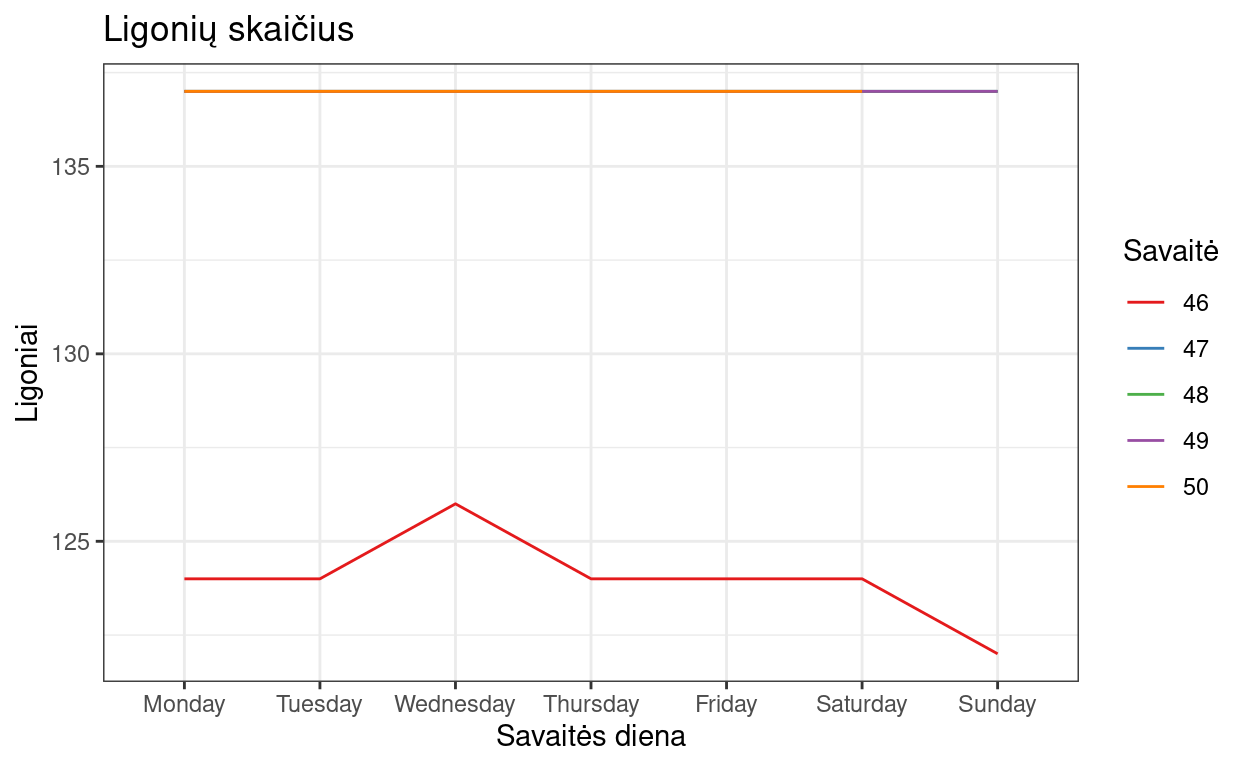 Ligonių skaičius
Ligoniai
135
130
125
Monday Tuesday Wednesday Thursday Friday Saturday Sunday
Savaitės diena
Savaitė
46
47
48
49
50